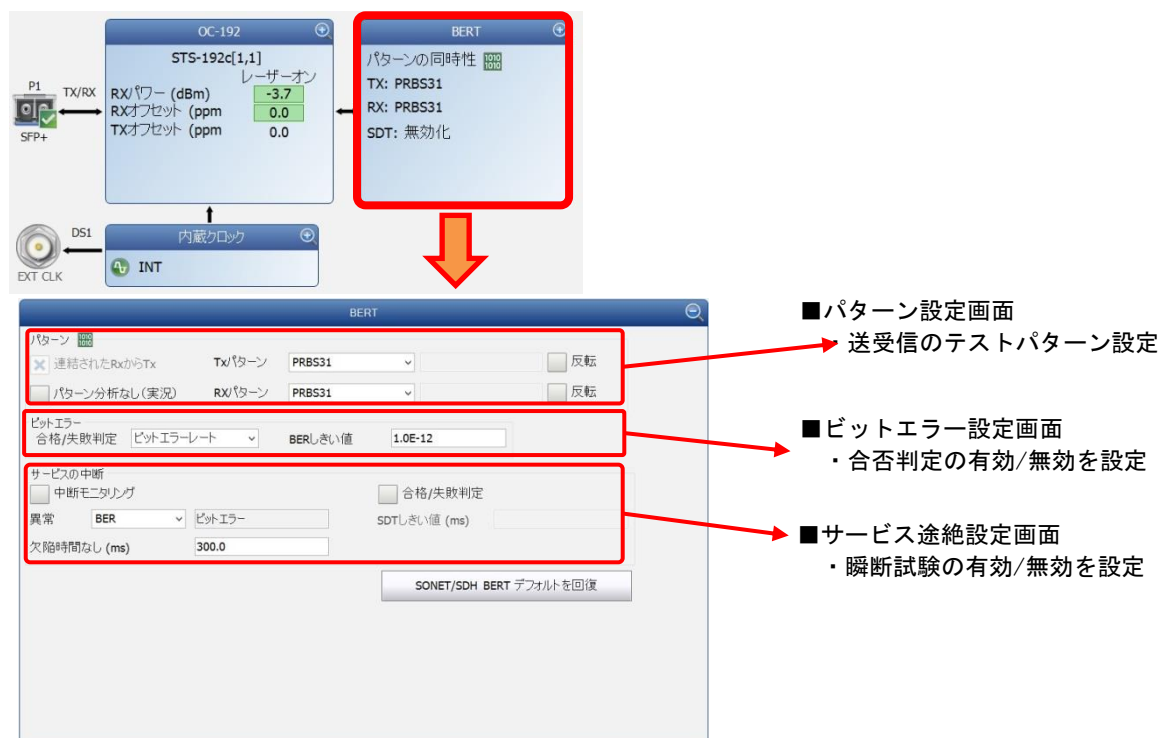 OC-192
STS-192c[1,1]
レーザーオン
RXパワー (dBm) -3.7
RXオフセット (ppm 0.0
TXオフセット (ppm 0.0
BERT
パターンの同時性 1010 1010
TX: PRBS31
RX: PRBS31
SDT: 無効化
P1
TX/RX
SFP+
DS1
EXT CLK
内蔵クロック
INT
BERT
パターン 1010 1010
連結されたRxからTx Txパターン PRBS31 反転
パターン分析なし(実況) RXパターン PRBS31 反転
ビットエラー
合格/失敗判定 ビットエラーレート BERしきい値 1.0E-12
サービスの中断
中断モニタリング 合格/失敗判定
異常 BER ビットエラー SDTしきい値 (ms)
欠陥時間なし (ms) 300.0
SONET/SDH BERT デフォルトを回復
■パターン設定画面
・送受信のテストパターン設定
■ビットエラー設定画面
・合否判定の有効/無効を設定
■サービス途絶設定画面
・瞬断試験の有効/無効を設定